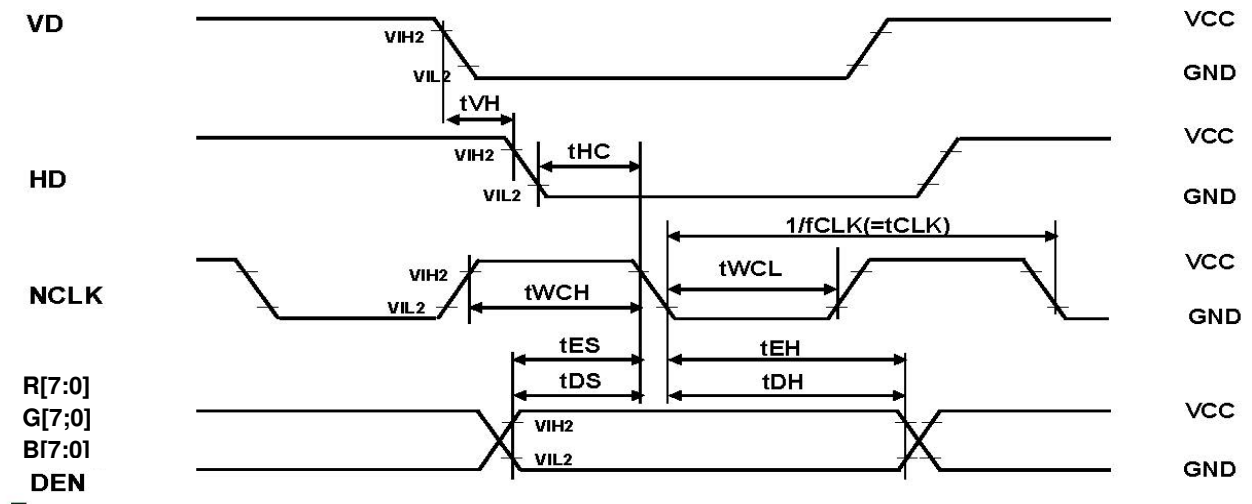 VD
VIH2
VIL2
VCC
GND
tVH
HD
VIH2
tHC
VIL2
VCC
GND
1/fCLK(=tCLK)
NCLK
VIH2
VIL2
tWCH
tWCL
VCC
GND
tES
tEH
tDS
tDH
R[7:0]
G[7;0]
B[7:0]
DEN
VIH2
VIL2
VCC
GND